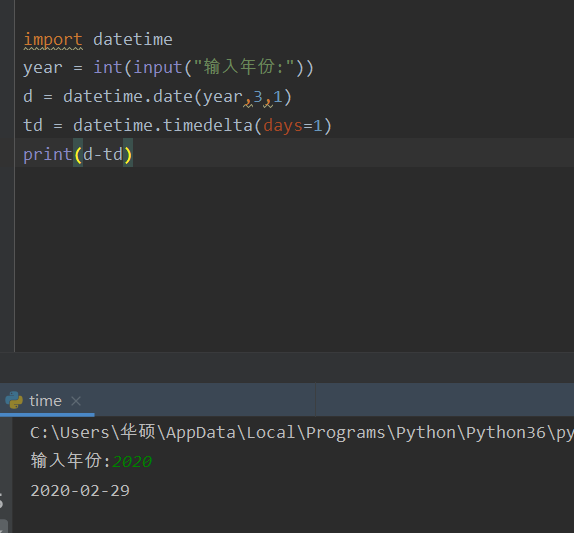 import datetime
year = int(input("输入年份:"))
d = datetime.date(year,3,1)
td = datetime.timedelta(days=1)
print(d-td)
time
C:\Users\华硕\AppData\Local\Programs\Python\Python36\py
输入年份:2020
2020-02-29